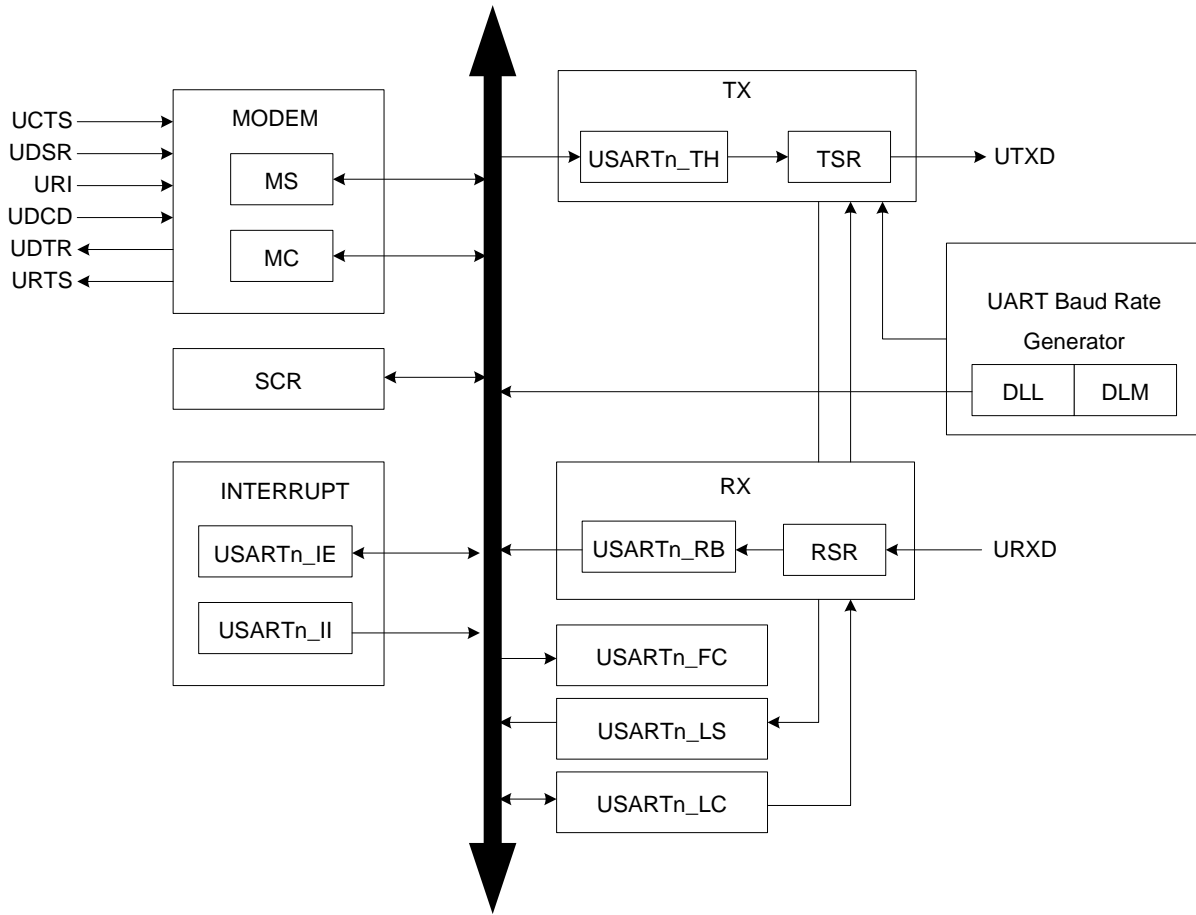 UCTS
UDSR
URI
UDCD
UDTR
URTS
MODEM
MS
MC
SCR
INTERRUPT
USARTn_IE
USARTn_II
TX
USARTn_TH
TSR
UTXD
UART Baud Rate
Generator
DLL
DLM
RX
USARTn_RB
RSR
URXD
USARTn_FC
USARTn_LS
USARTn_LC